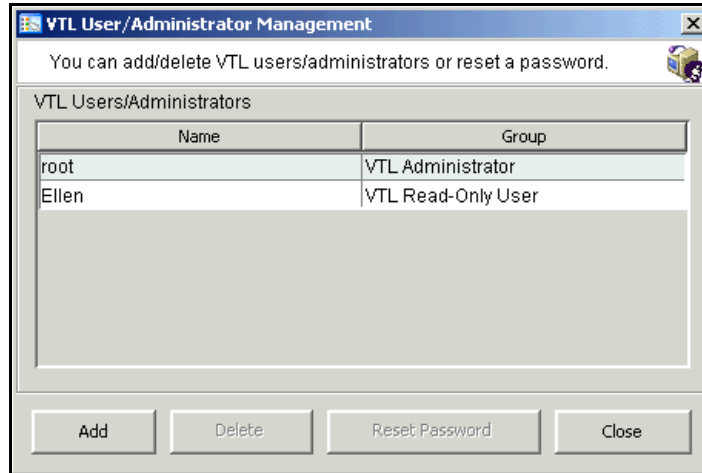 VTL User/Administrator Management
You can add/delete VTL users/administrators or reset a password.
VTL Users/Administrators
Name Group
root VTL Administrator
Ellen VTL Read-Only User
Add Delete Reset Password Close